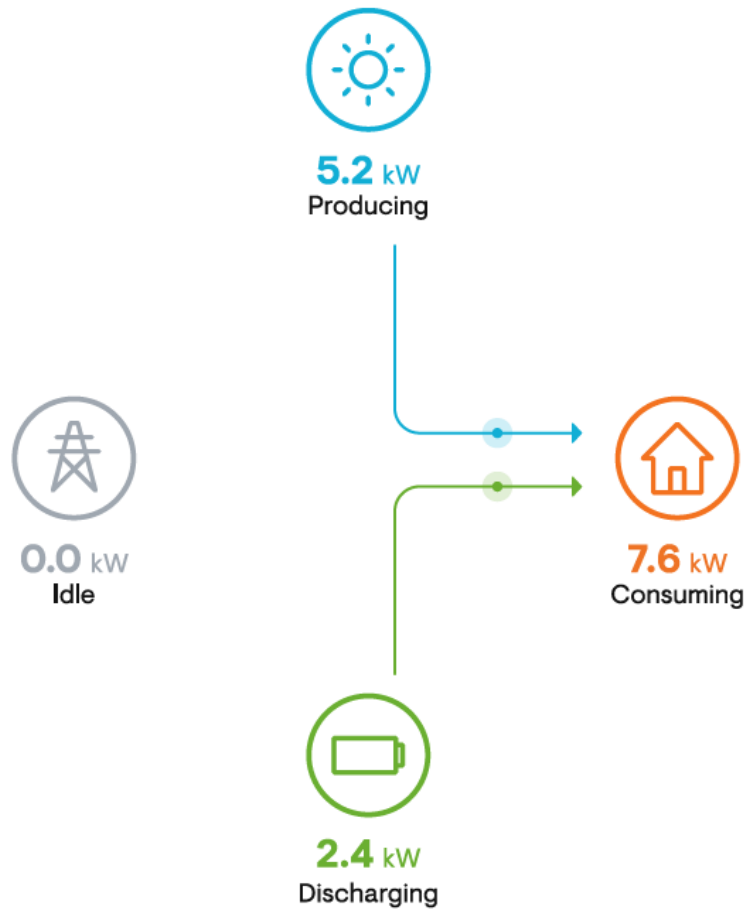 5.2 kW
Producing
0.0 kW
Idle
7.6 kW
Consuming
2.4 kW
Discharging